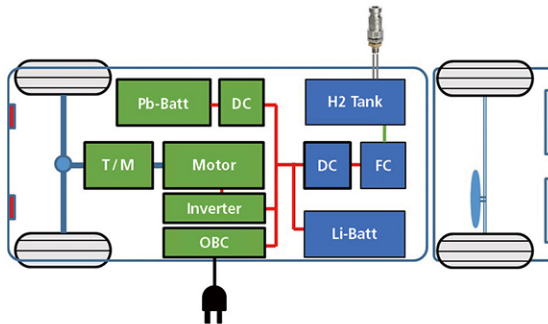 Pb-Batt
DC
H2 Tank
T/M
Motor
DC
FC
Inverter
OBC
Li-Batt